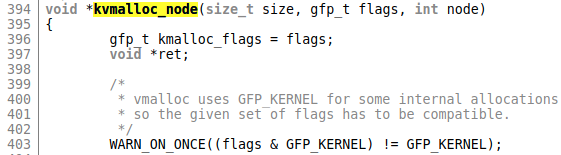 394 void *kvmalloc_node(size_t size, gfp_t flags, int node)
395 {
396 gfp_t kmalloc_flags = flags;
397 void *ret;
398
399 /*
400 * vmalloc uses GFP_KERNEL for some internal allocations
401 * so the given set of flags has to be compatible.
402 */
403 WARN_ON_ONCE((flags & GFP_KERNEL) != GFP_KERNEL);